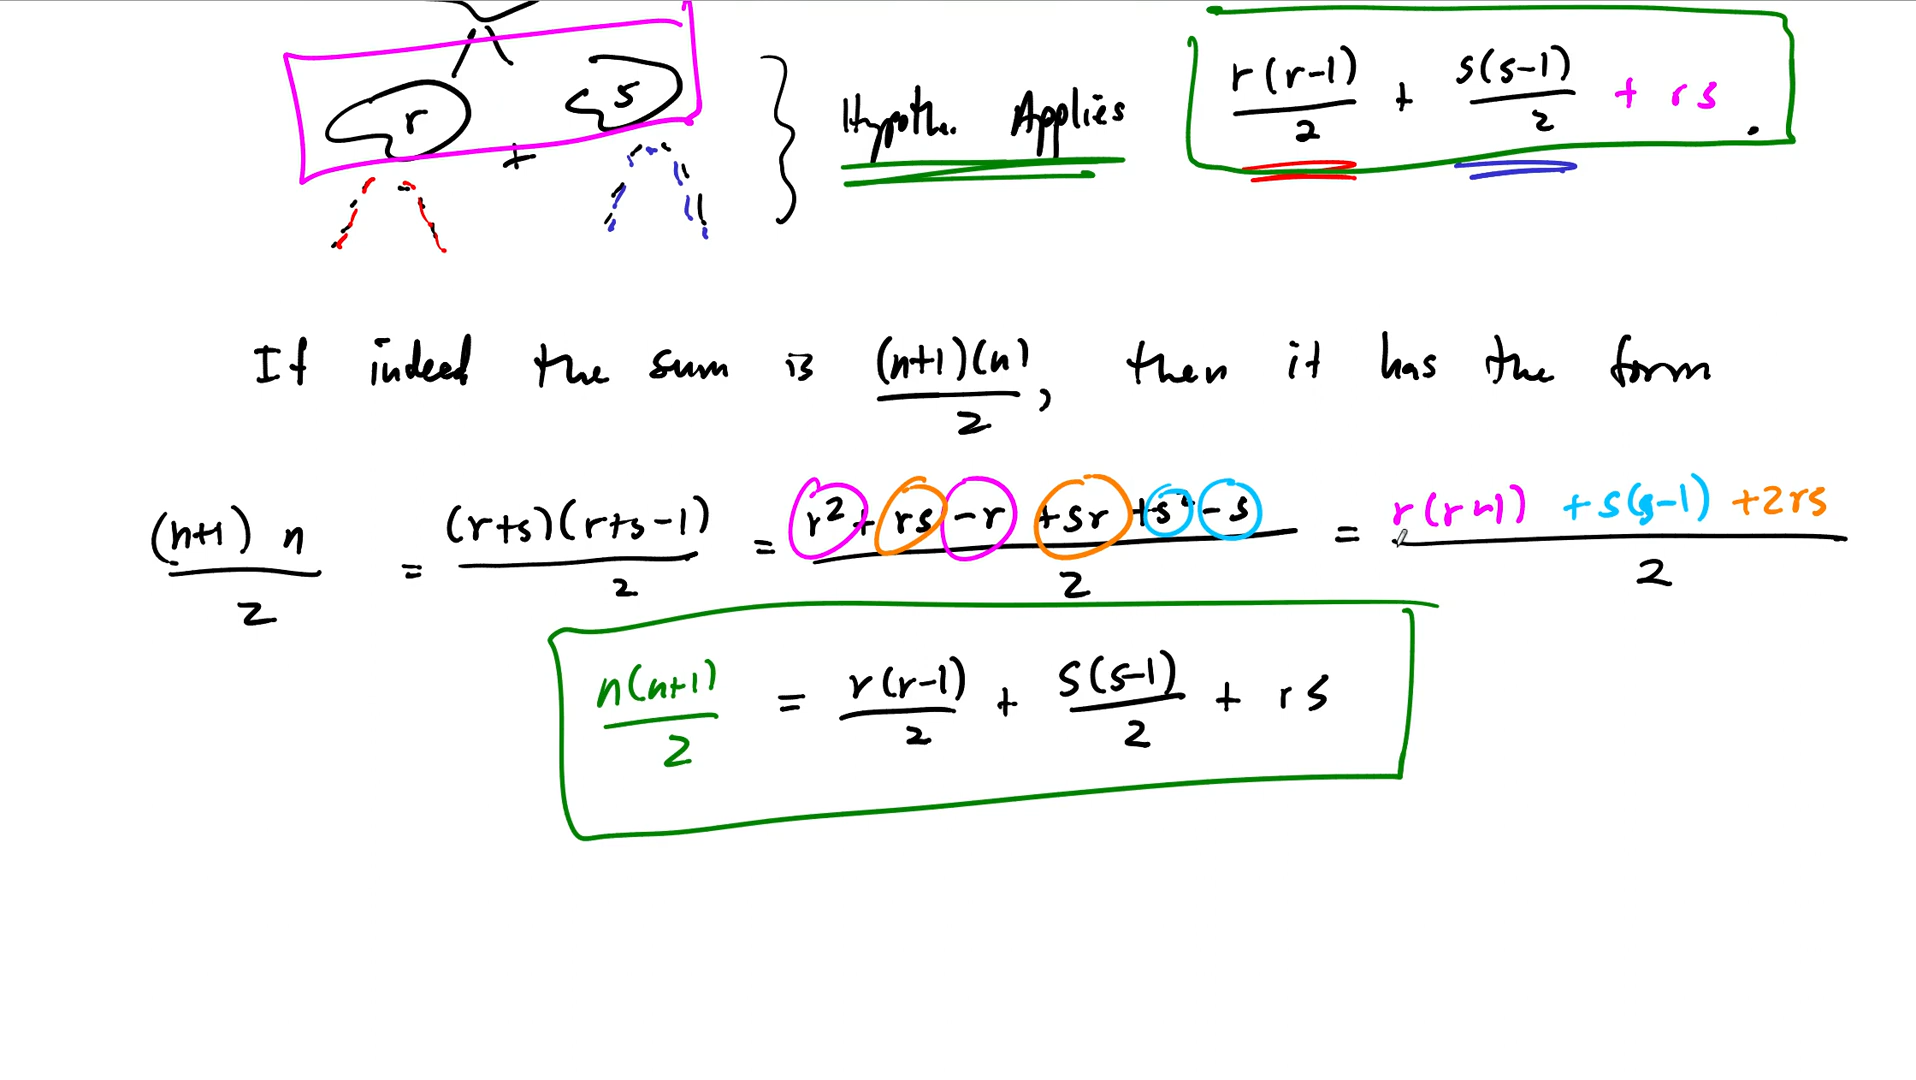 r + s } Hypothe. Applies r(r-1)/2 + s(s-1)/2 + rs.
If indeed the sum is (n+1)(n)/2, then it has the form
(n+1) n/2 = (r+s)(r+s-1)/2 = r² + rs - r + sr + s² - s/2 = r(r-1) + s(s-1) + 2rs/2
n(n+1)/2 = r(r-1)/2 + s(s-1)/2 + rs